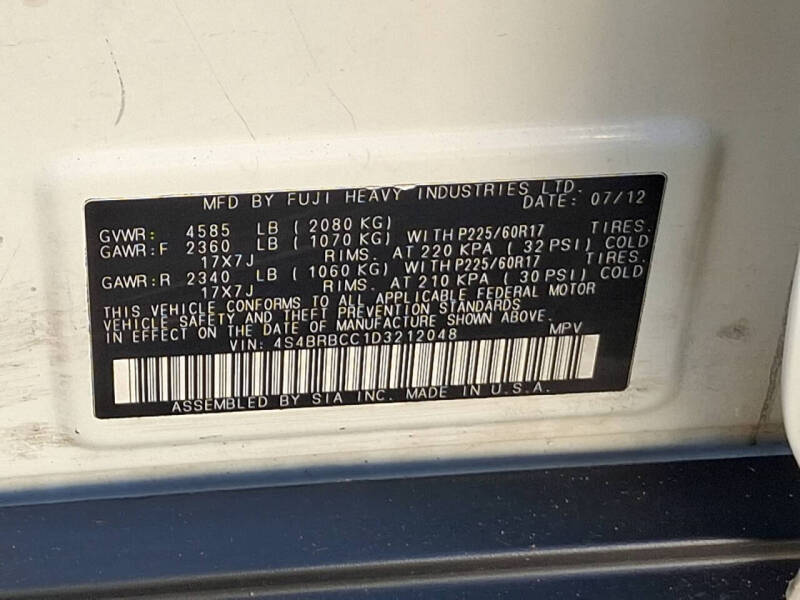 MFD BY FUJI HEAVY INDUSTRIES LTD.
DATE: 07/12
GVWR: 4585 LB ( 2080 KG)
GAWR:F 2360 LB ( 1070 KG) WITH P225/60R17 TIRES.
17X7J RIMS. AT 220 KPA ( 32 PSI) COLD
GAWR:R 2340 LB ( 1060 KG) WITH P225/60R17 TIRES.
17X7J RIMS. AT 210 KPA ( 30 PSI) COLD
THIS VEHICLE CONFORMS TO ALL APPLICABLE FEDERAL MOTOR
VEHICLE SAFETY AND THEFT PREVENTION STANDARDS
IN EFFECT ON THE DATE OF MANUFACTURE SHOWN ABOVE.
VIN: 4S4BRBCC1D3212048 MPV
ASSEMBLED BY SIA INC. MADE IN U.S.A.